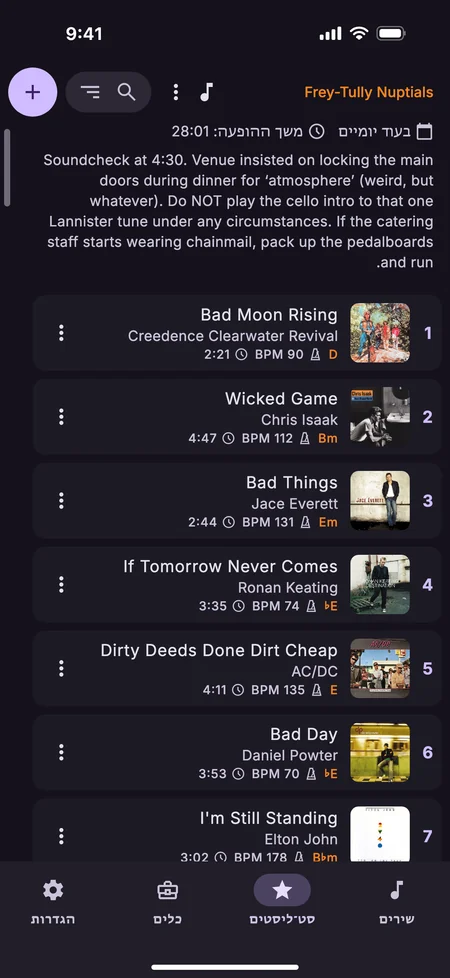 9:41
Frey-Tully Nuptials
בעוד יומיים משך ההופעה: 28:01
Soundcheck at 4:30. Venue insisted on locking the main
doors during dinner for ‘atmosphere’ (weird, but
whatever). Do NOT play the cello intro to that one
Lannister tune under any circumstances. If the catering
staff starts wearing chainmail, pack up the pedalboards
and run.
1
Bad Moon Rising
Creedence Clearwater Revival
D 90 BPM 2:21
2
Wicked Game
Chris Isaak
Bm 112 BPM 4:47
3
Bad Things
Jace Everett
Em 131 BPM 2:44
4
If Tomorrow Never Comes
Ronan Keating
E♭ 74 BPM 3:35
5
Dirty Deeds Done Dirt Cheap
AC/DC
E 135 BPM 4:11
6
Bad Day
Daniel Powter
E♭ 70 BPM 3:53
7
I'm Still Standing
Elton John
B♭m 178 BPM 3:02
שירים
סט־ליסטים
כלים
הגדרות